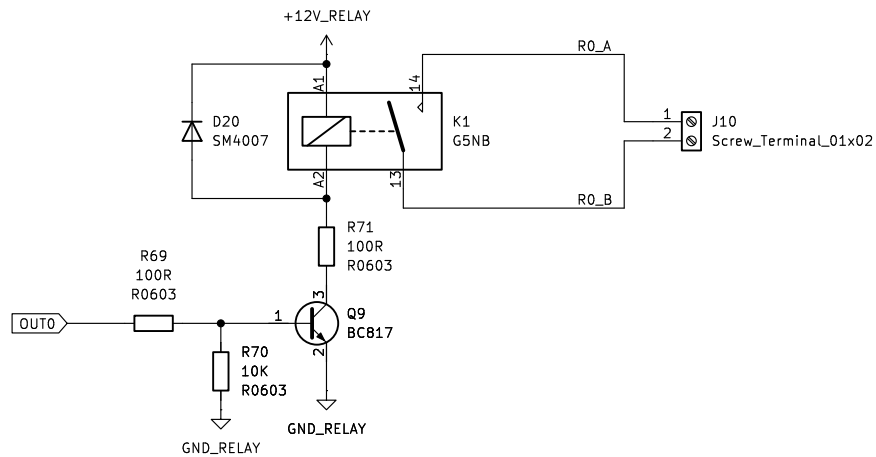 +12V_RELAY
R0_A
A1
14
D20
SM4007
K1
G5NB
1
J10
2
Screw_Terminal_01x02
A2
13
R0_B
R71
100R
R0603
R69
100R
R0603
3
OUT0
1
Q9
BC817
2
R70
10K
R0603
GND_RELAY
GND_RELAY